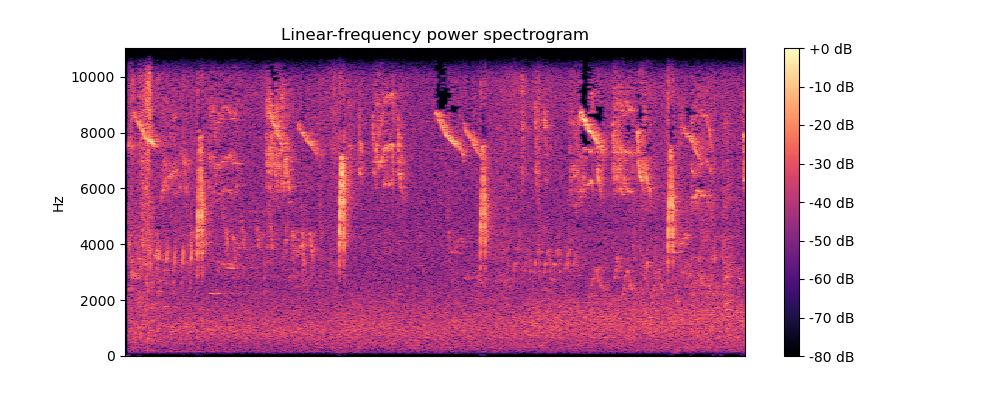 Linear-frequency power spectrogram
Hz
10000
8000
6000
4000
2000
0
+0 dB
-10 dB
-20 dB
-30 dB
-40 dB
-50 dB
-60 dB
-70 dB
-80 dB